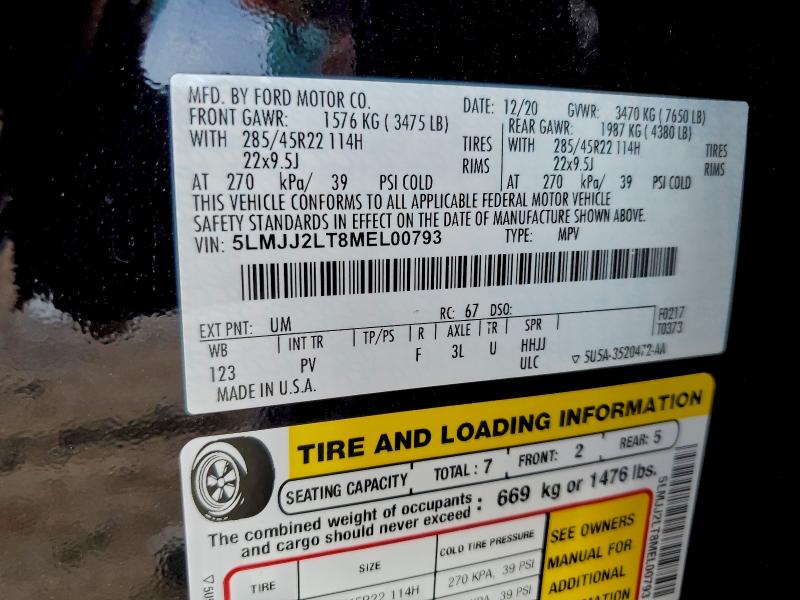 MFD. BY FORD MOTOR CO. DATE: 12/20 GVWR: 3470 KG ( 7650 LB)
FRONT GAWR: 1576 KG ( 3475 LB) REAR GAWR: 1987 KG ( 4380 LB)
WITH 285/45R22 114H TIRES WITH 285/45R22 114H TIRES
22x9.5J RIMS 22x9.5J RIMS
AT 270 kPa/ 39 PSI COLD AT 270 kPa/ 39 PSI COLD
THIS VEHICLE CONFORMS TO ALL APPLICABLE FEDERAL MOTOR VEHICLE
SAFETY STANDARDS IN EFFECT ON THE DATE OF MANUFACTURE SHOWN ABOVE.
VIN: 5LMJJ2LT8MEL00793 TYPE: MPV
EXT PNT: UM RC: 67 DSO: F0217
WB INT TR TP/PS R AXLE TR SPR T0373
123 PV F 3L U HHJJ
ULC ▽ 5U5A-3520472-AA
MADE IN U.S.A.
TIRE AND LOADING INFORMATION
SEATING CAPACITY TOTAL : 7 FRONT: 2 REAR: 5
The combined weight of occupants and cargo should never exceed : 669 kg or 1476 lbs.
TIRE SIZE COLD TIRE PRESSURE
114H 270 KPA, 39 PSI
39 PSI
SEE OWNERS
MANUAL FOR
ADDITIONAL
5LMJJ2LT8MEL00793